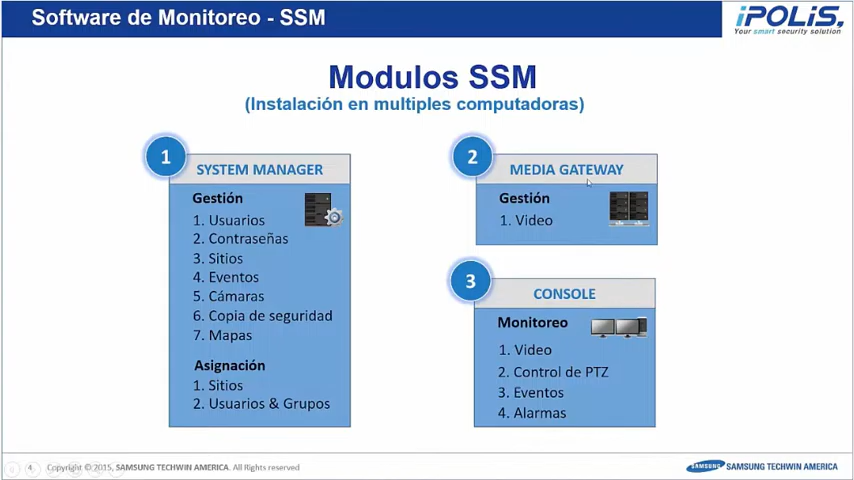 Software de Monitoreo - SSM
iPOLiS,
Your smart security solution
Modulos SSM
(Instalación en multiples computadoras)
1
SYSTEM MANAGER
Gestión
1. Usuarios
2. Contraseñas
3. Sitios
4. Eventos
5. Cámaras
6. Copia de seguridad
7. Mapas
Asignación
1. Sitios
2. Usuarios & Grupos
2
MEDIA GATEWAY
Gestión
1. Video
3
CONSOLE
Monitoreo
1. Video
2. Control de PTZ
3. Eventos
4. Alarmas
4 Copyright © 2015, SAMSUNG TECHWIN AMERICA. All Rights reserved
SAMSUNG SAMSUNG TECHWIN AMERICA